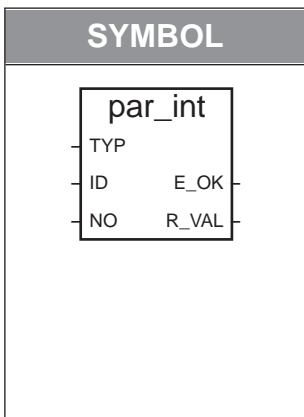 SYMBOL
par_int
TYP
ID E_OK
NO R_VAL